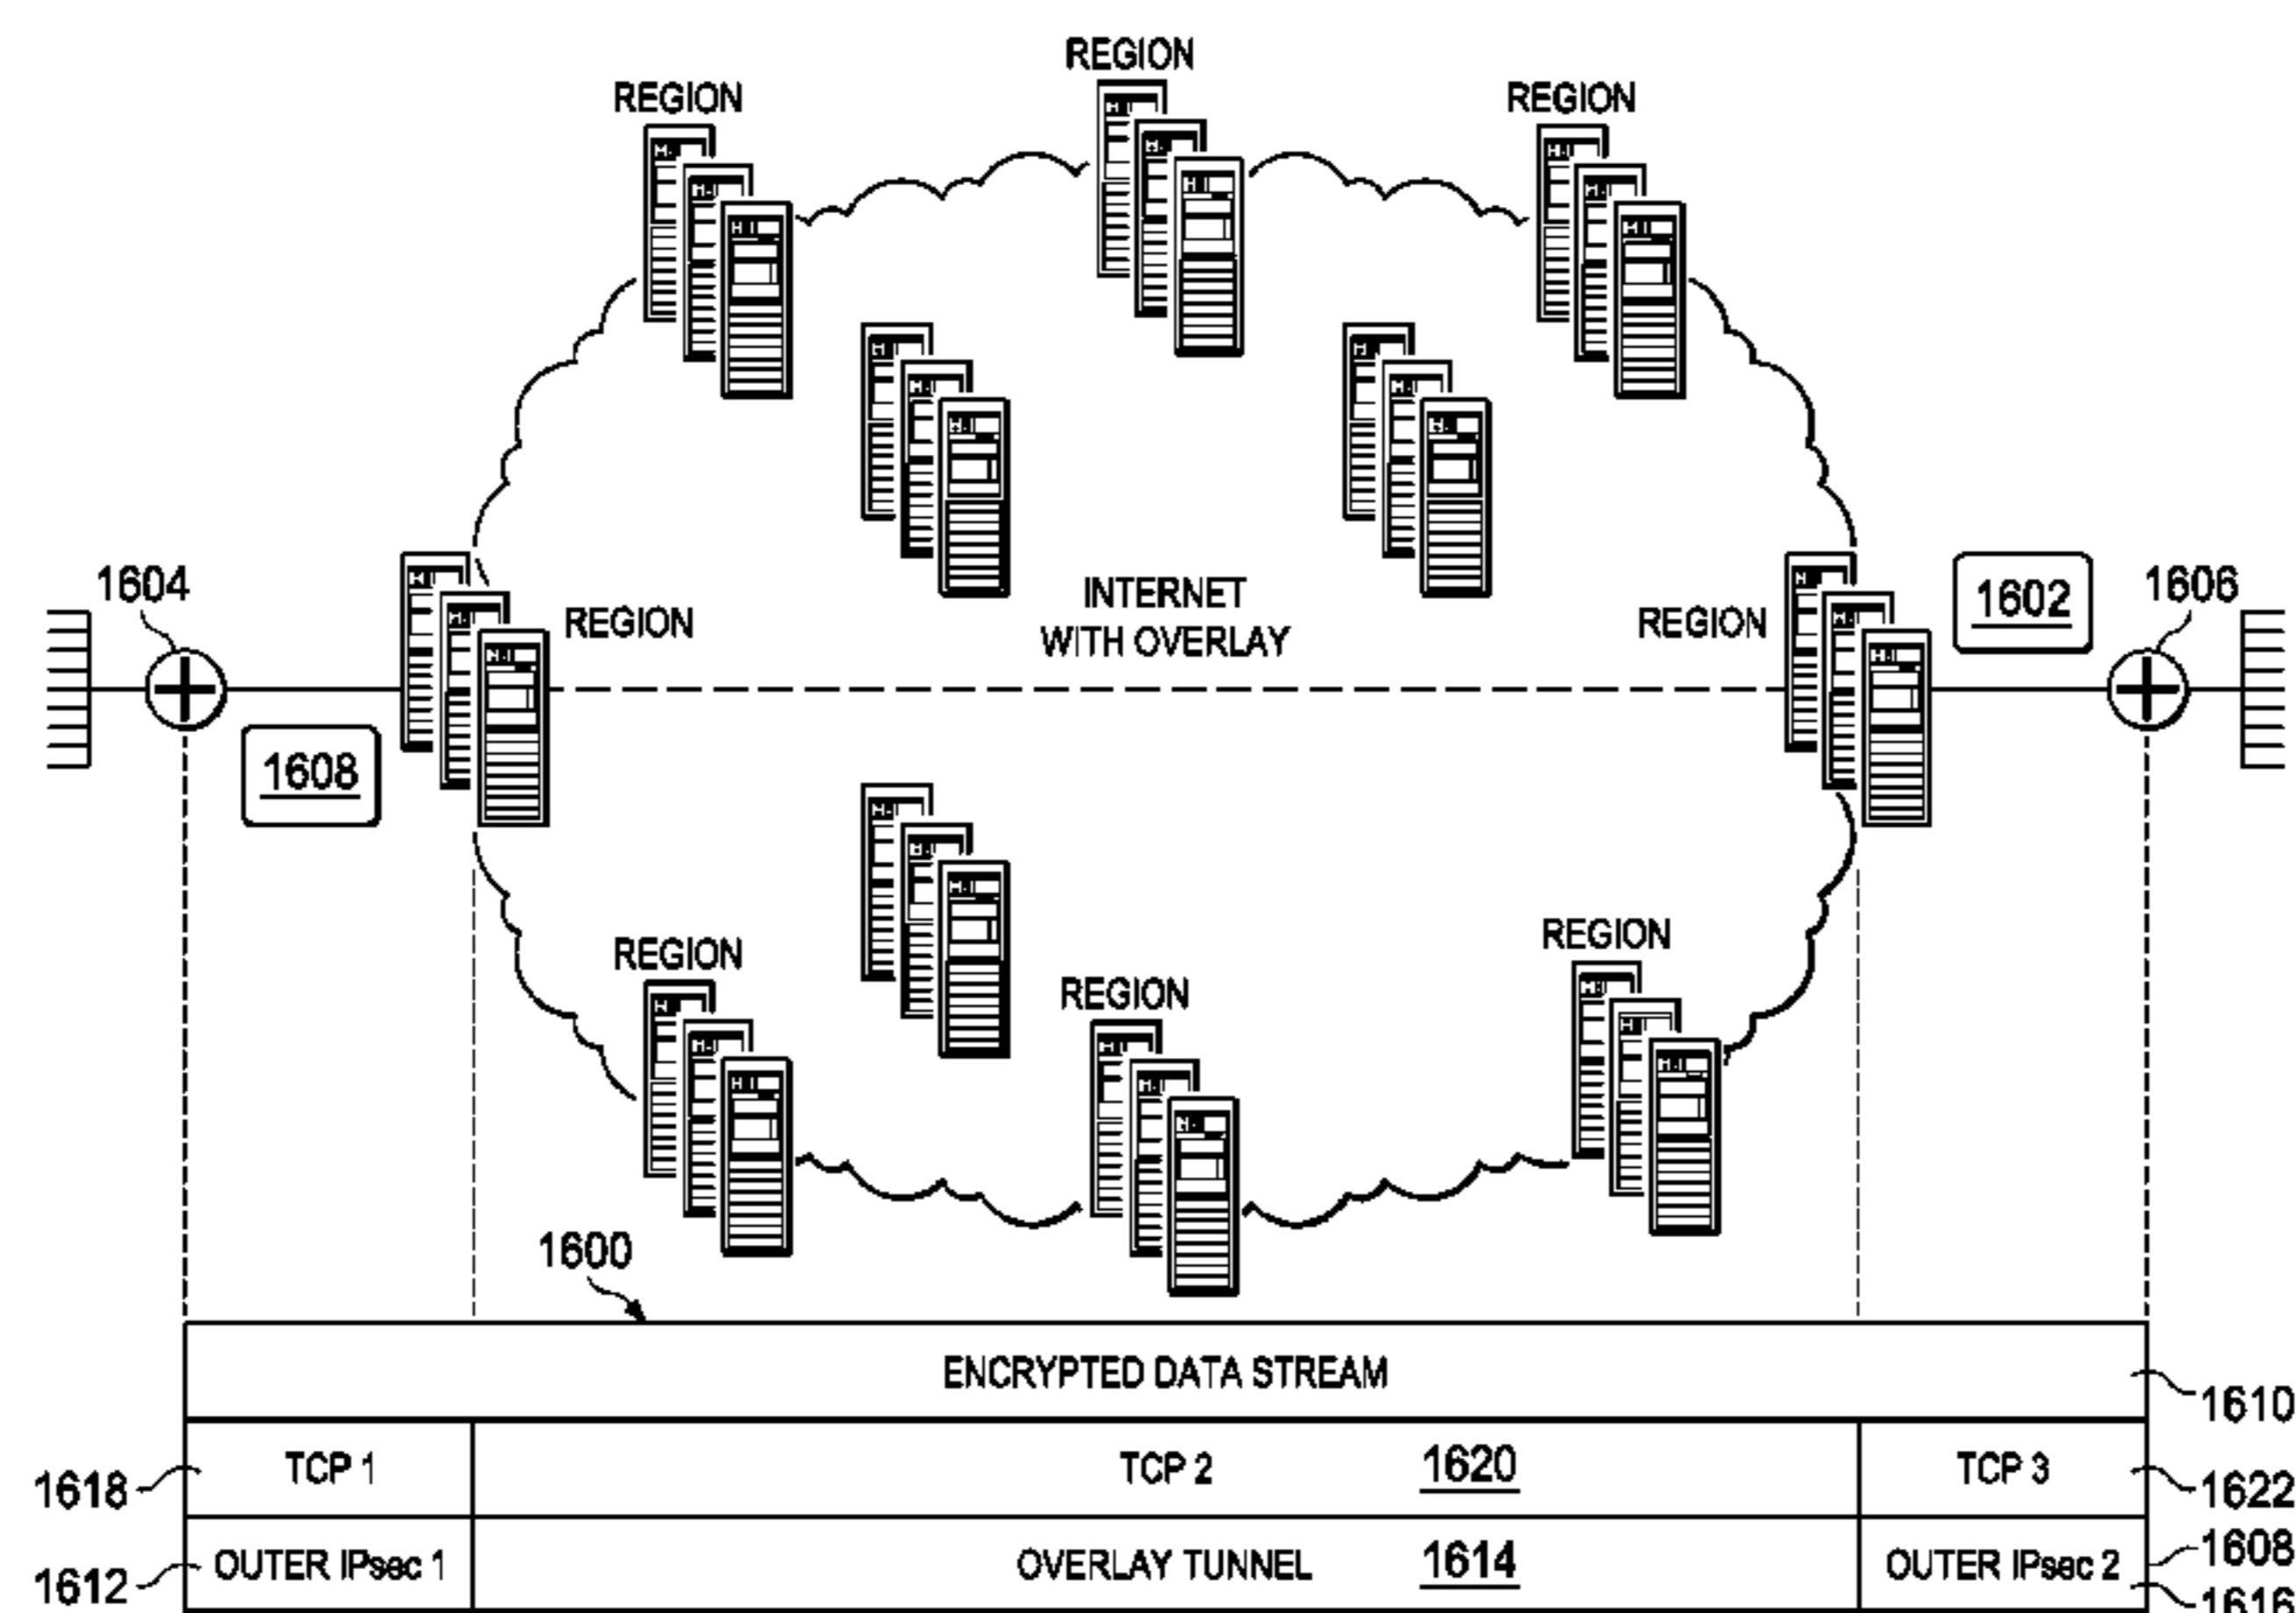 REGION
REGION
REGION
1604
INTERNET
WITH OVERLAY
REGION
REGION
1602
1606
1608
REGION
REGION
REGION
1600
ENCRYPTED DATA STREAM
1610
1618
TCP 1
TCP 2
1620
TCP 3
1622
1612
OUTER IPsec 1
OVERLAY TUNNEL
1614
OUTER IPsec 2
1608
1616